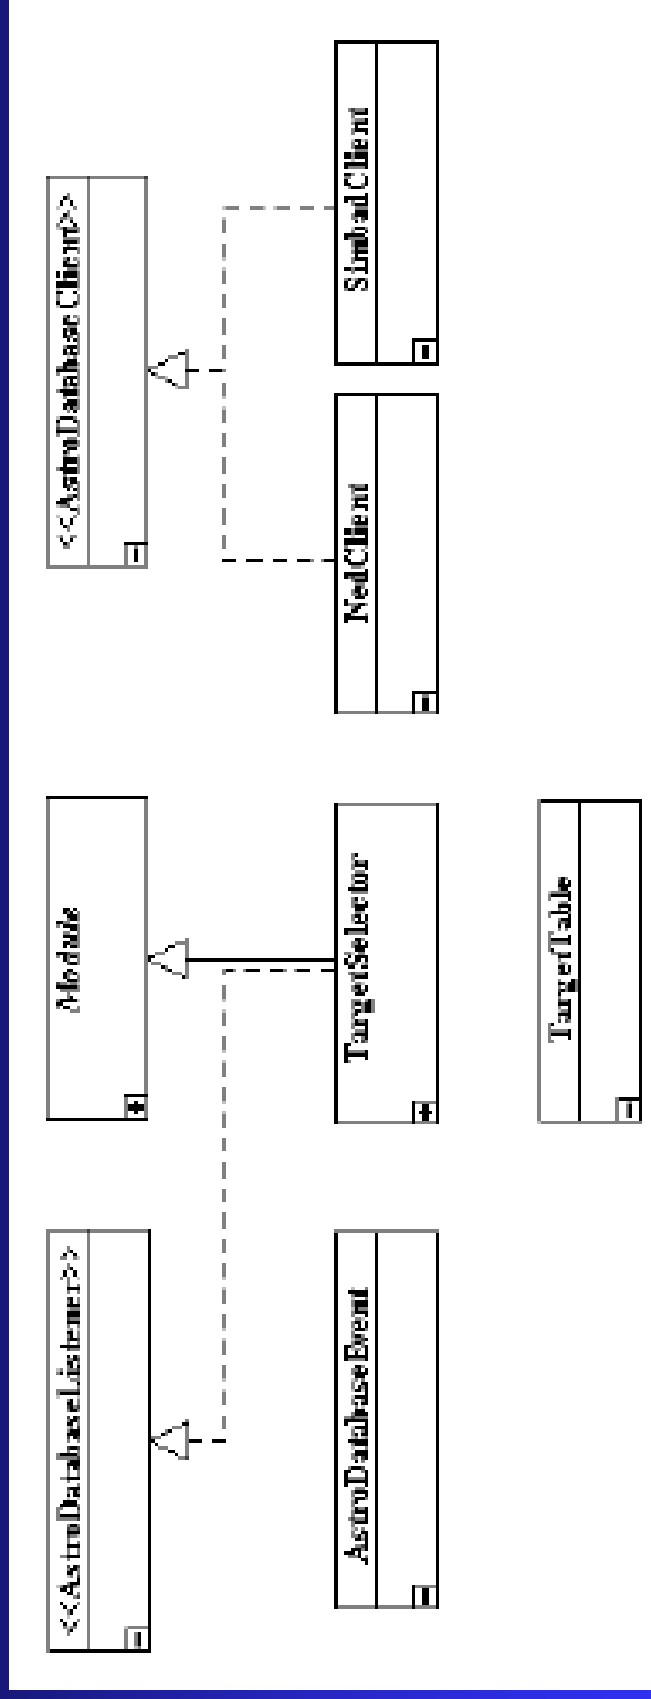 <<AstroDatabaseListener>>
Module
<<AstroDatabaseClient>>
AstroDatabaseEvent
TargetSelector
NedClient
SimbadClient
TargetTable